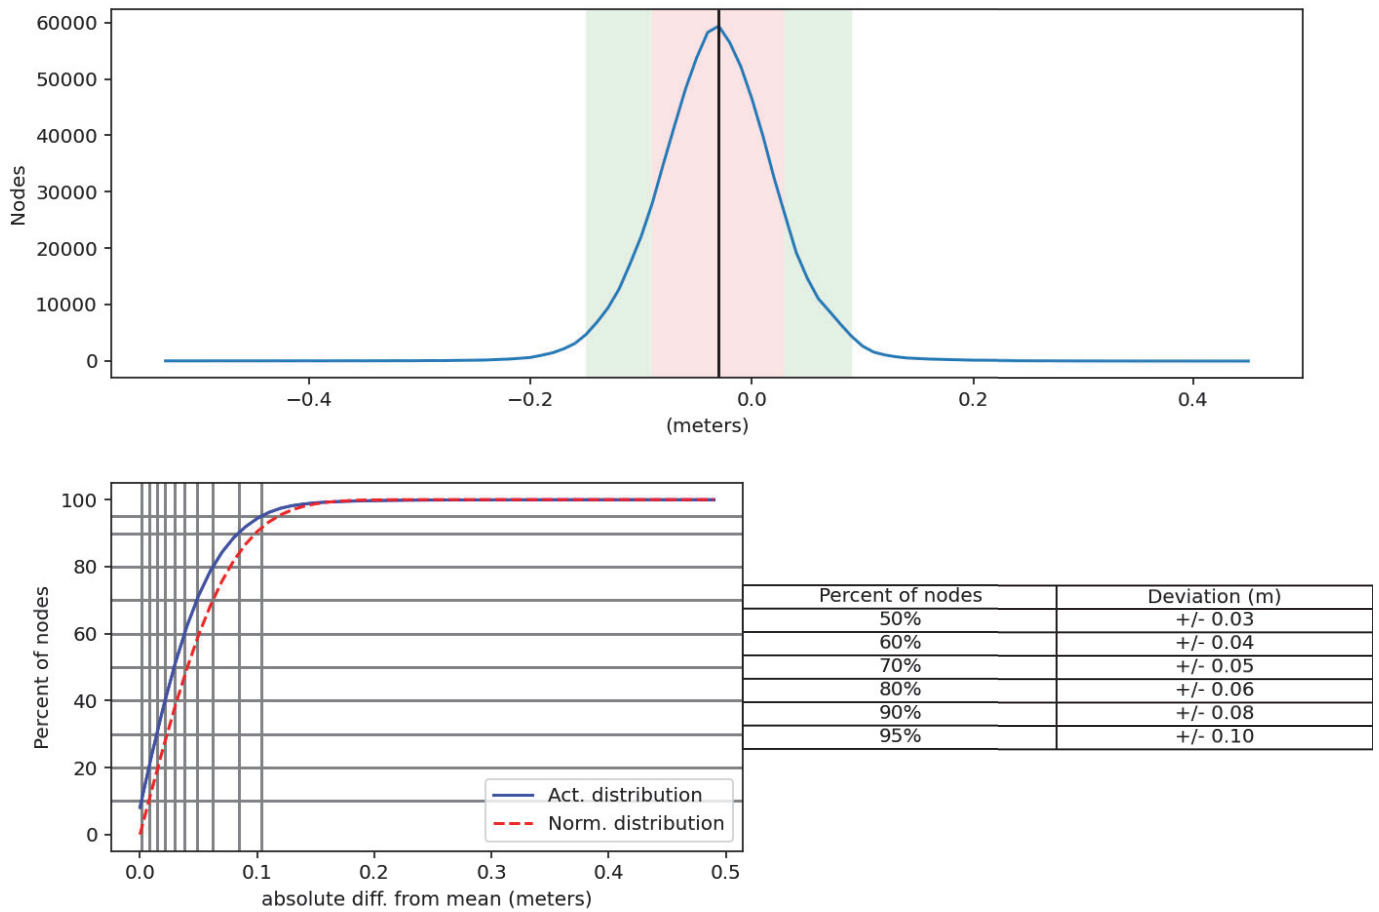 60000
50000
40000
30000
20000
10000
0
Nodes
−0.4 −0.2 0.0 0.2 0.4
(meters)
100
80
60
40
20
0
Percent of nodes
Act. distribution
Norm. distribution
0.0 0.1 0.2 0.3 0.4 0.5
absolute diff. from mean (meters)
Percent of nodes Deviation (m)
50% +/- 0.03
60% +/- 0.04
70% +/- 0.05
80% +/- 0.06
90% +/- 0.08
95% +/- 0.10